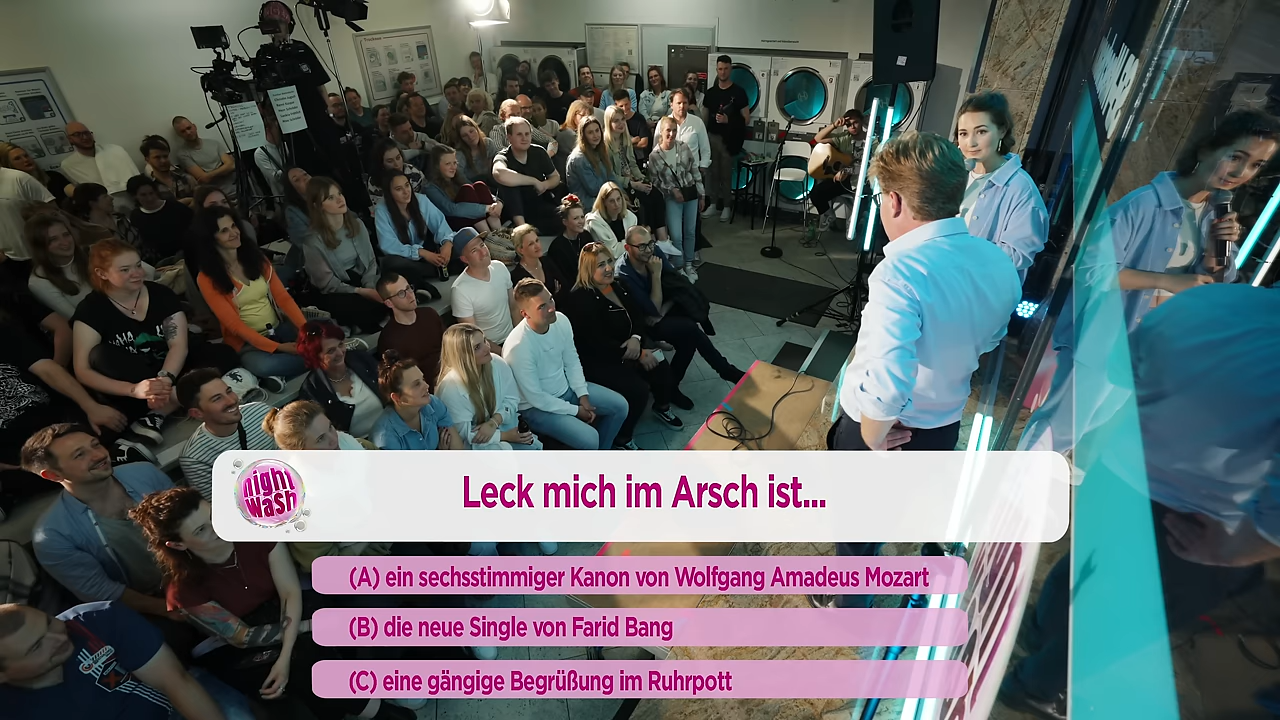 night
wash
Leck mich im Arsch ist...
(A) ein sechsstimmiger Kanon von Wolfgang Amadeus Mozart
(B) die neue Single von Farid Bang
(C) eine gängige Begrüßung im Ruhrpott